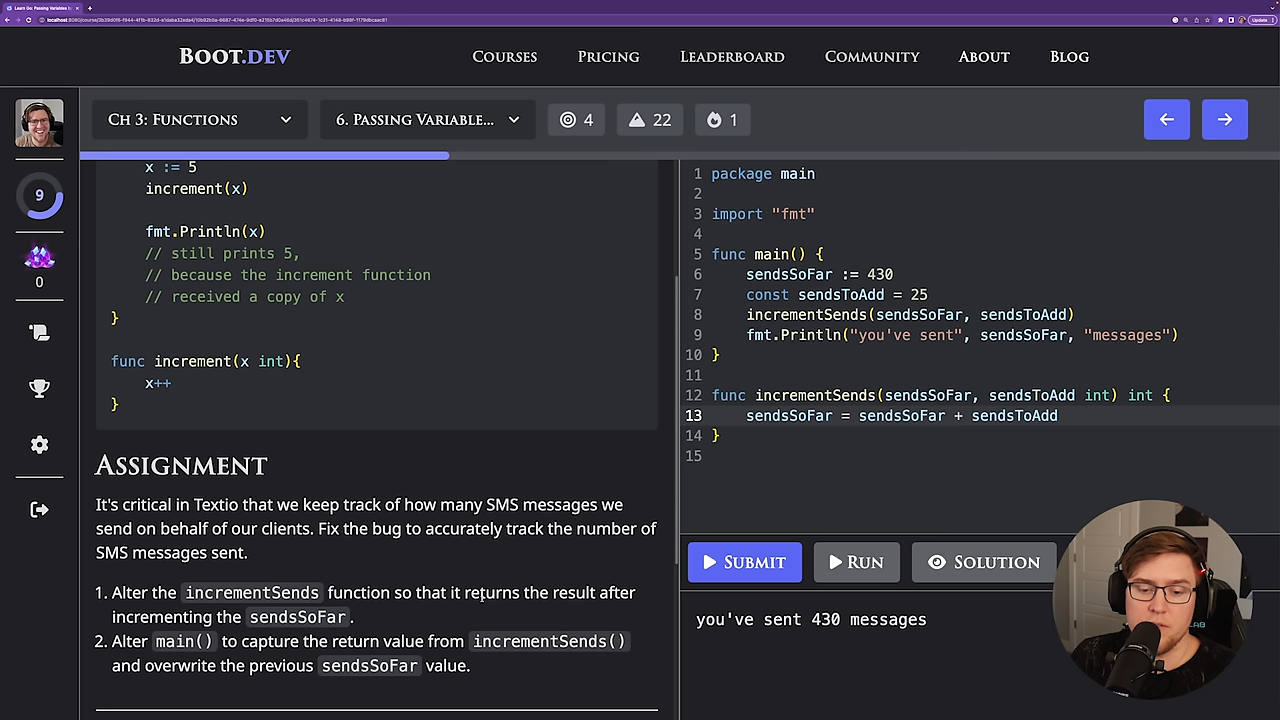 Learn Go: Passing Variables b
localhost:8080/course/
Update
BOOT.DEV
COURSES
PRICING
LEADERBOARD
COMMUNITY
ABOUT
BLOG
CH 3: FUNCTIONS
6. PASSING VARIABLE...
4
22
1
9
0
x := 5
increment(x)
fmt.Println(x)
// still prints 5,
// because the increment function
// received a copy of x
}
func increment(x int){
x++
}
ASSIGNMENT
It's critical in Textio that we keep track of how many SMS messages we
send on behalf of our clients. Fix the bug to accurately track the number of
SMS messages sent.
1. Alter the incrementSends function so that it returns the result after
incrementing the sendsSoFar.
2. Alter main() to capture the return value from incrementSends()
and overwrite the previous sendsSoFar value.
1 package main
2
3 import "fmt"
4
5 func main() {
6 sendsSoFar := 430
7 const sendsToAdd = 25
8 incrementSends(sendsSoFar, sendsToAdd)
9 fmt.Println("you've sent", sendsSoFar, "messages")
10 }
11
12 func incrementSends(sendsSoFar, sendsToAdd int) int {
13 sendsSoFar = sendsSoFar + sendsToAdd
14 }
15
SUBMIT
RUN
SOLUTION
you've sent 430 messages